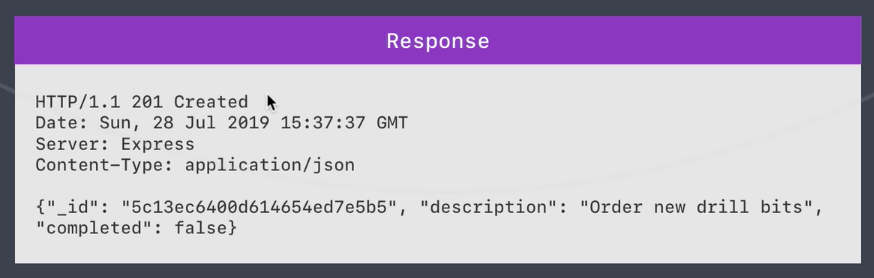 Response
HTTP/1.1 201 Created
Date: Sun, 28 Jul 2019 15:37:37 GMT
Server: Express
Content-Type: application/json
{"_id": "5c13ec6400d614654ed7e5b5", "description": "Order new drill bits",
"completed": false}